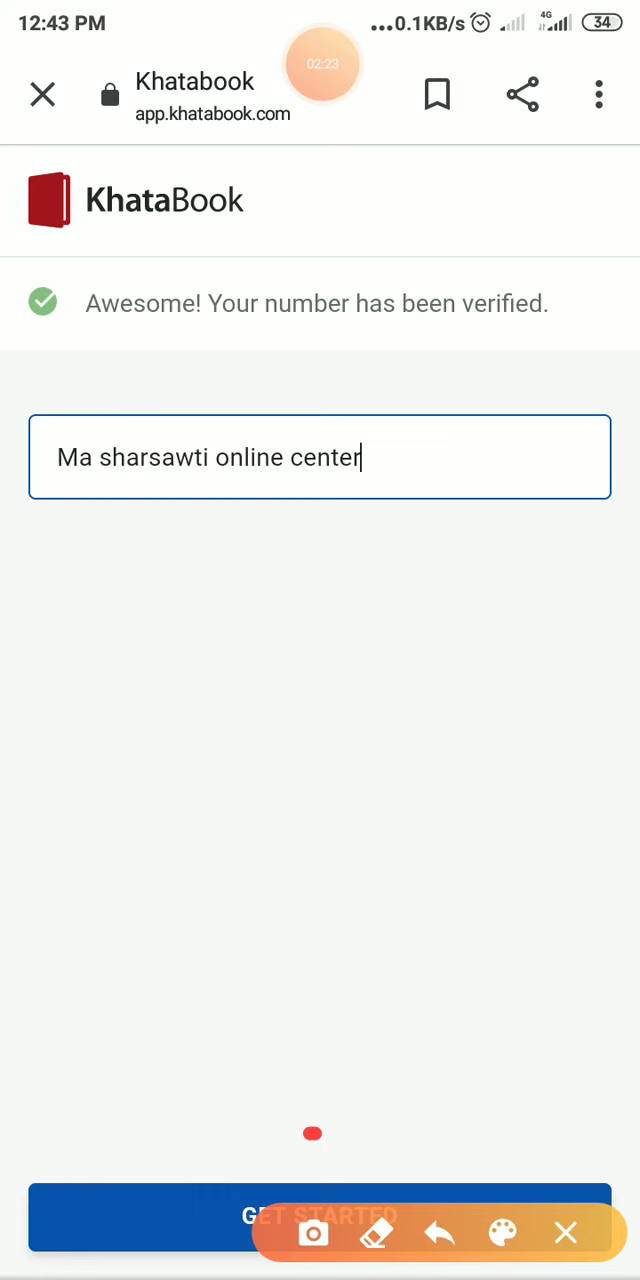 12:43 PM
...0.1KB/s
4G
34
02:23
Khatabook
app.khatabook.com
KhataBook
Awesome! Your number has been verified.
Ma sharsawti online center
GET STARTED